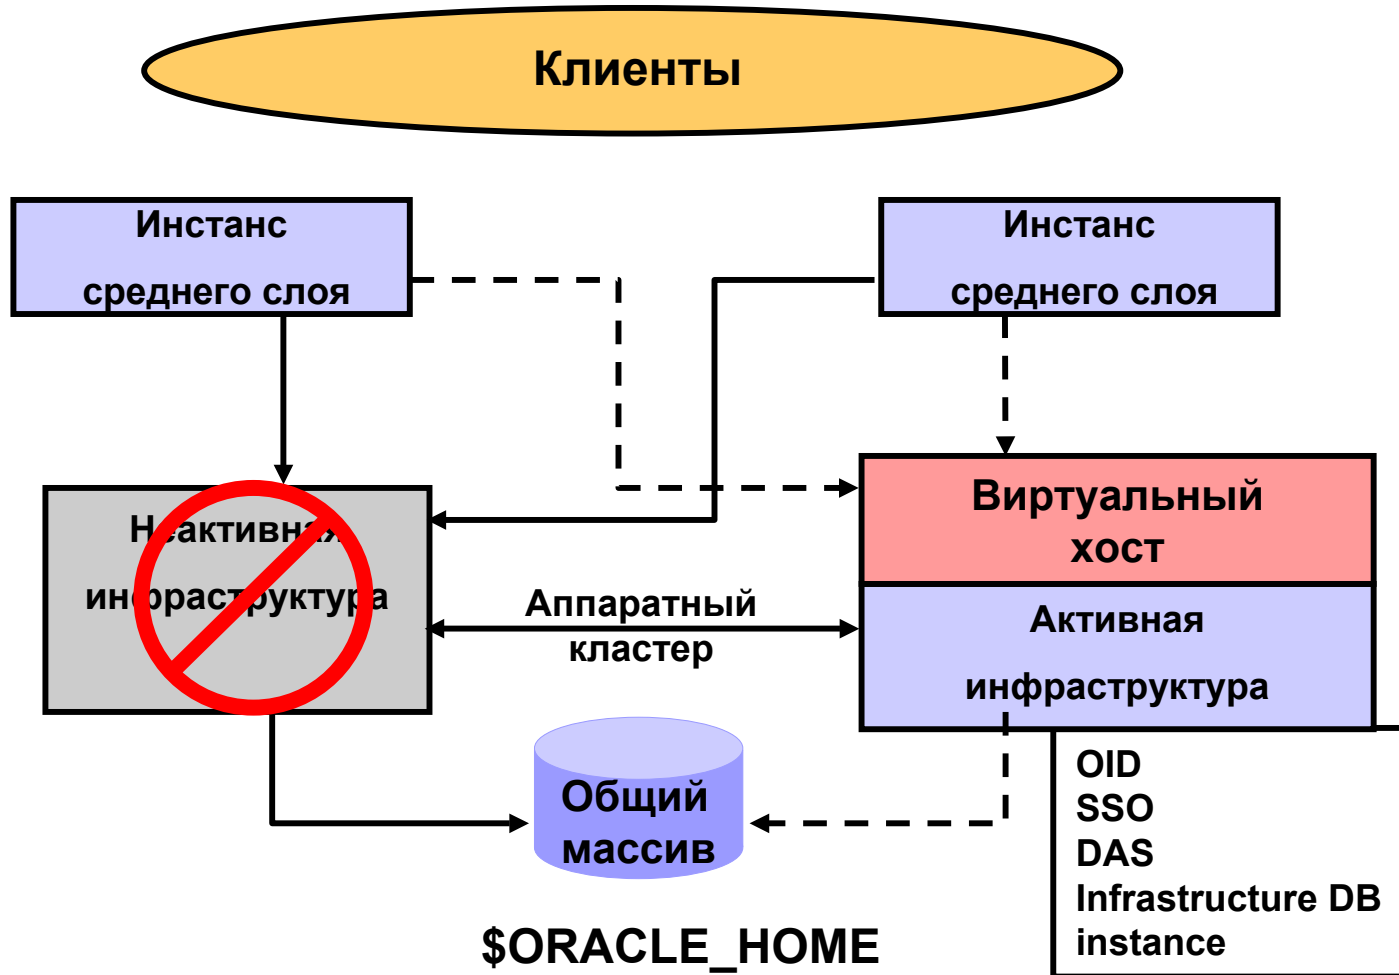 Клиенты
Инстанс
среднего слоя
Инстанс
среднего слоя
Виртуальный
хост
Неактивная
инфраструктура
Аппаратный
кластер
Активная
инфраструктура
Общий
массив
OID
SSO
DAS
Infrastructure DB
instance
$ORACLE_HOME